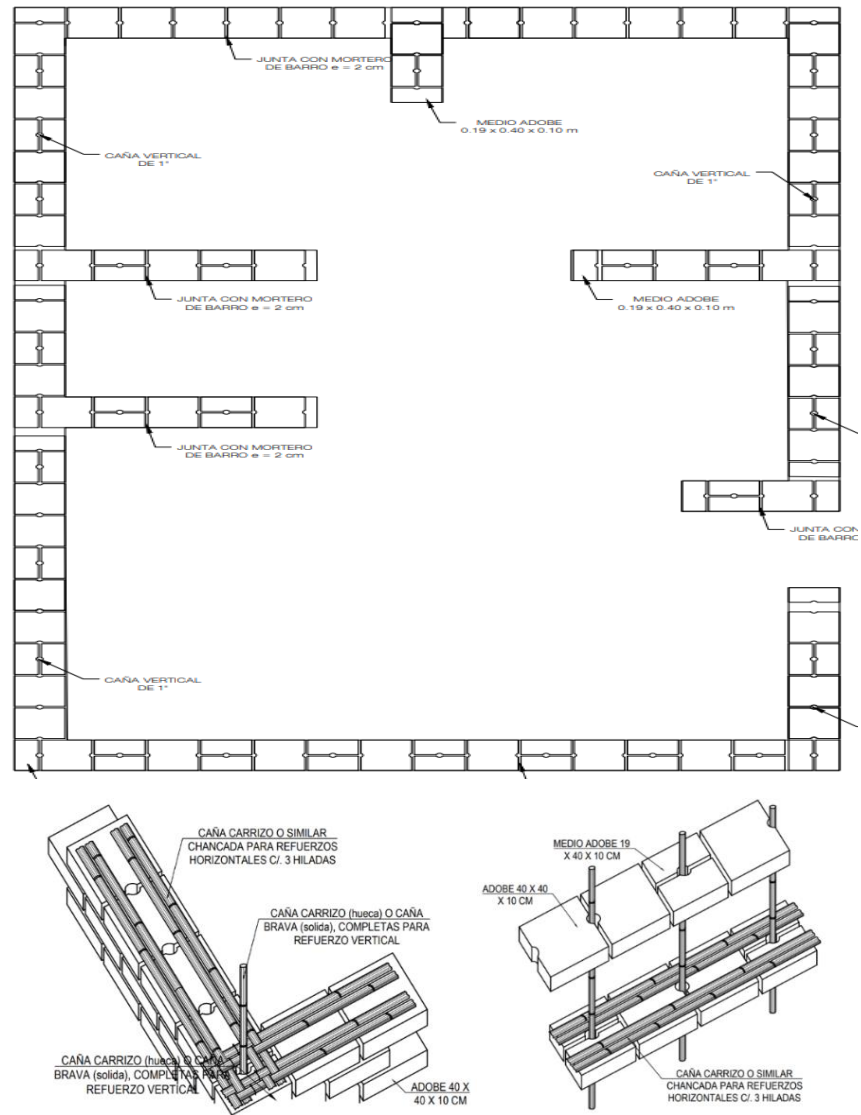 JUNTA CON MORTERO
DE BARRO e = 2 cm
MEDIO ADOBE
0.19 x 0.40 x 0.10 m
CAÑA VERTICAL
DE 1"
CAÑA VERTICAL
DE 1"
JUNTA CON MORTERO
DE BARRO e = 2 cm
MEDIO ADOBE
0.19 x 0.40 x 0.10 m
JUNTA CON MORTERO
DE BARRO e = 2 cm
JUNTA CON
DE BARRO
CAÑA VERTICAL
DE 1"
CAÑA CARRIZO O SIMILAR
CHANCADA PARA REFUERZOS
HORIZONTALES C/. 3 HILADAS
CAÑA CARRIZO (hueca) O CAÑA
BRAVA (solida), COMPLETAS PARA
REFUERZO VERTICAL
CAÑA CARRIZO (hueca) O CAÑA
BRAVA (solida), COMPLETAS PARA
REFUERZO VERTICAL
ADOBE 40 X
40 X 10 CM
MEDIO ADOBE 19
X 40 X 10 CM
ADOBE 40 X 40
X 10 CM
CAÑA CARRIZO O SIMILAR
CHANCADA PARA REFUERZOS
HORIZONTALES C/. 3 HILADAS